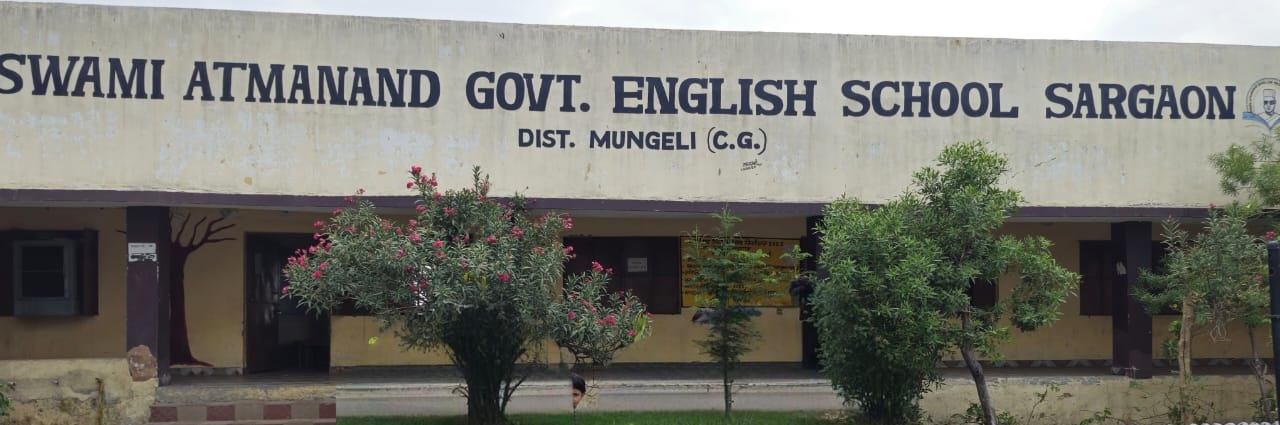 SWAMI ATMANAND GOVT. ENGLISH SCHOOL SARGAON
DIST. MUNGELI (C.G.)